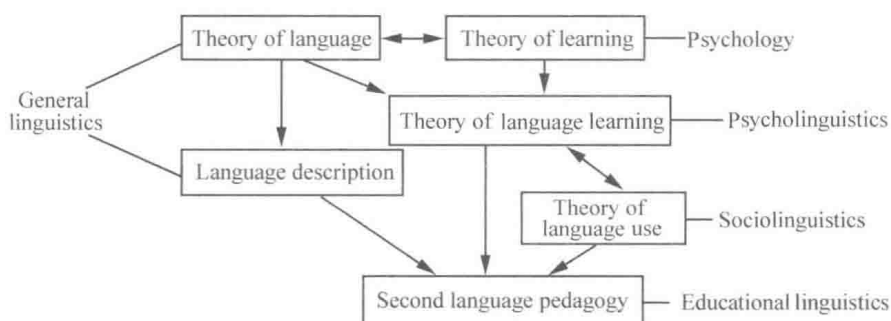 Theory of language
Theory of learning
Psychology
General
linguistics
Theory of language learning
Psycholinguistics
Language description
Theory of
language use
Sociolinguistics
Second language pedagogy
Educational linguistics